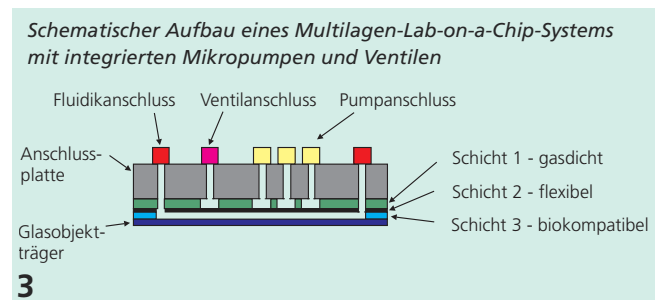 Schematischer Aufbau eines Multilagen-Lab-on-a-Chip-Systems
mit integrierten Mikropumpen und Ventilen
Fluidikanschluss Ventilanschluss Pumpanschluss
Anschluss-
platte
Schicht 1 - gasdicht
Schicht 2 - flexibel
Schicht 3 - biokompatibel
Glasobjekt-
träger
3